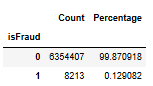 Count Percentage
isFraud
0 6354407 99.870918
1 8213 0.129082